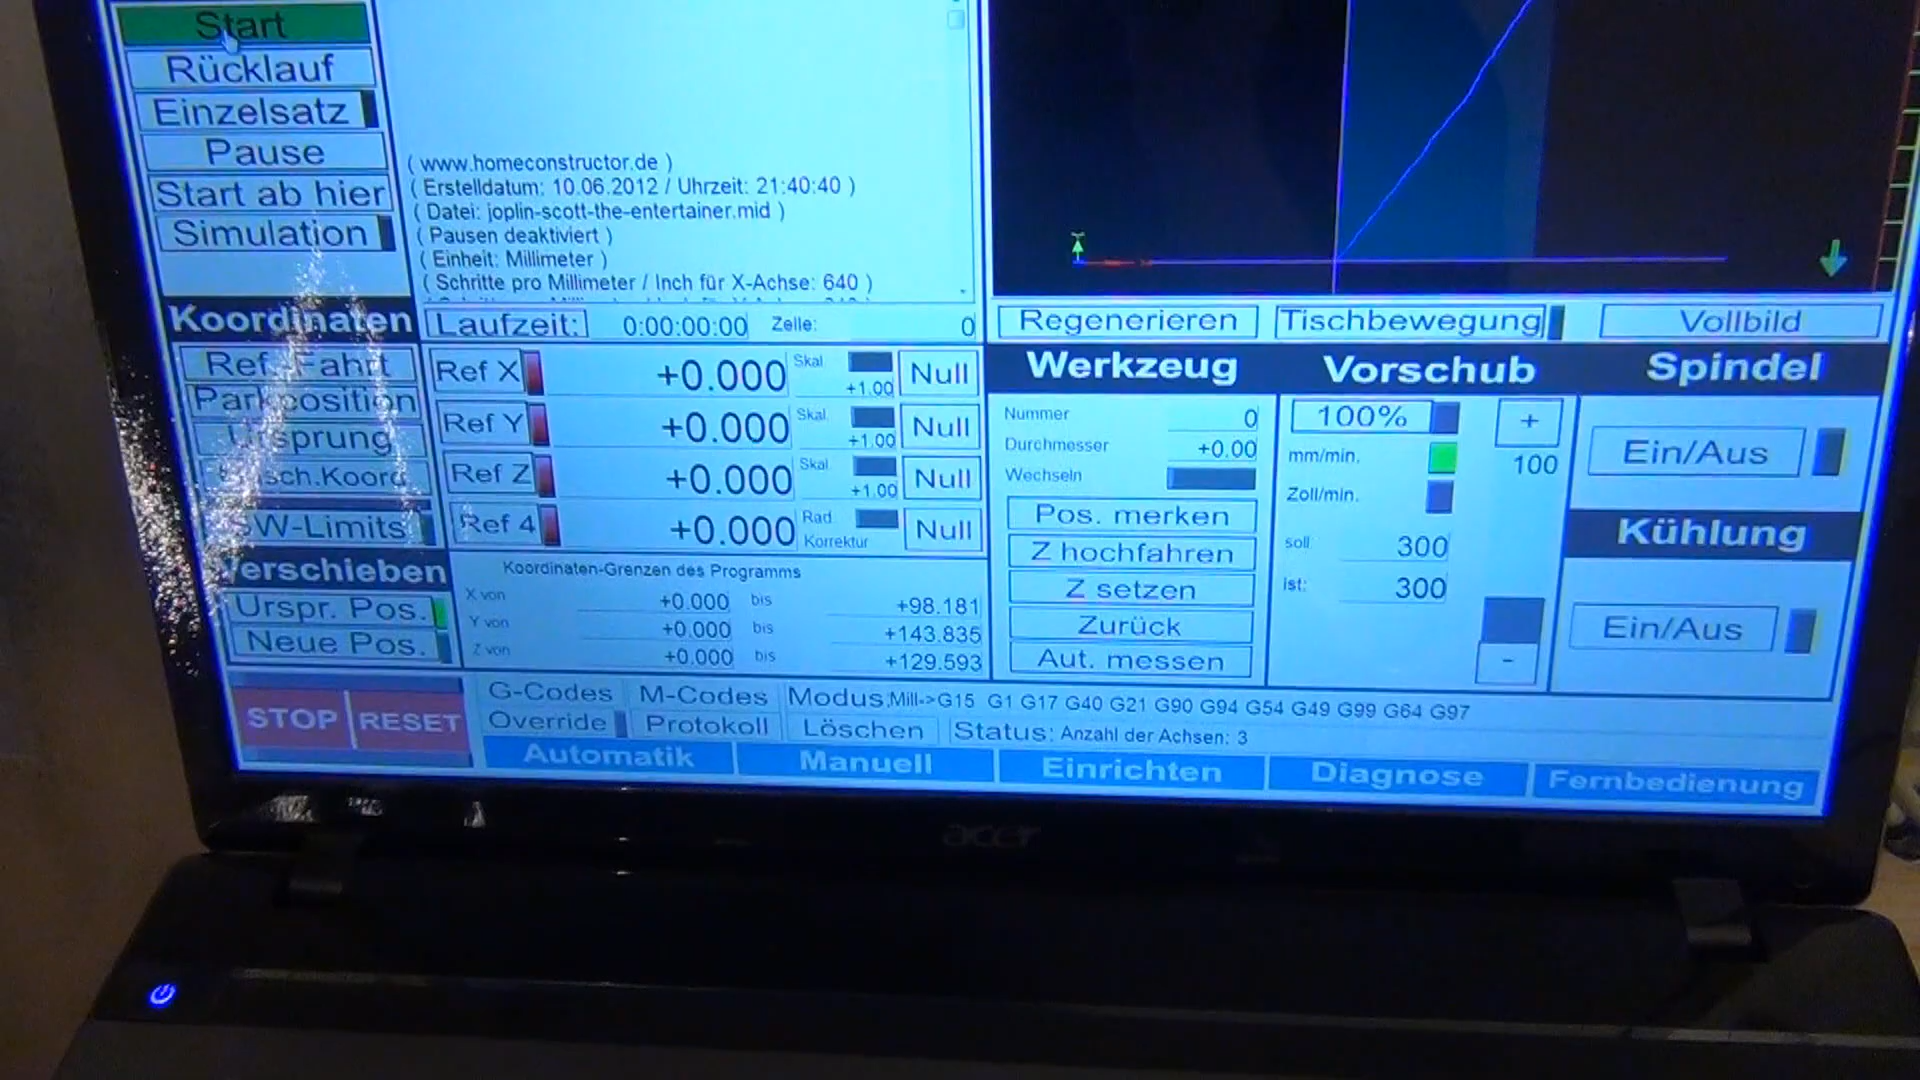 Start
Rücklauf
Einzelsatz
Pause
Start ab hier
Simulation
( www.homeconstructor.de )
( Erstelldatum: 10.06.2012 / Uhrzeit: 21:40:40 )
( Datei: joplin-scott-the-entertainer.mid )
( Pausen deaktiviert )
( Einheit: Millimeter )
( Schritte pro Millimeter / Inch für X-Achse: 640 )
Koordinaten
Laufzeit: 0:00:00:00 Zeile: 0
Regenerieren Tischbewegung Vollbild
Ref. Fahrt
Parkposition
Ursprung
SW-Limits
Ref X +0.000 Skal +1.00 Null
Ref Y +0.000 Skal +1.00 Null
Ref Z +0.000 Skal +1.00 Null
Ref 4 +0.000 Rad Korrektur Null
Werkzeug
Nummer 0
Durchmesser +0.00
Wechseln
Pos. merken
Z hochfahren
Z setzen
Zurück
Aut. messen
Vorschub
100% +
mm/min. 100
Zoll/min.
soll: 300
ist: 300
-
Spindel
Ein/Aus
Kühlung
Ein/Aus
Verschieben
Urspr. Pos.
Neue Pos.
Koordinaten-Grenzen des Programms
X von +0.000 bis +98.181
Y von +0.000 bis +143.835
Z von +0.000 bis +129.593
STOP RESET
G-Codes M-Codes Modus: Mill->G15 G1 G17 G40 G21 G90 G94 G54 G49 G99 G64 G97
Override Protokoll Löschen Status: Anzahl der Achsen: 3
Automatik Manuell Einrichten Diagnose Fernbedienung
acer